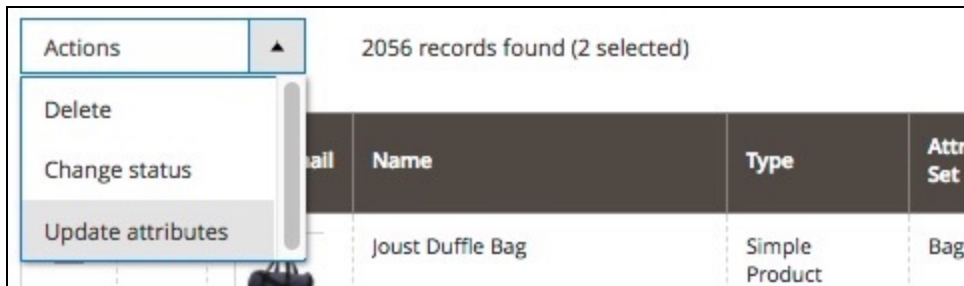 Actions
2056 records found (2 selected)
Delete
Change status
Update attributes
Name
Type
Set
Joust Duffle Bag
Simple
Product
Bag